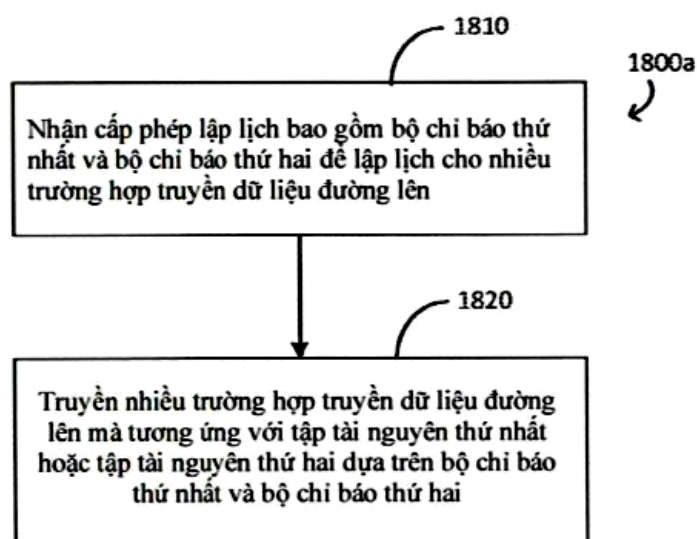 1810
1800a
Nhận cấp phép lập lịch bao gồm bộ chỉ báo thứ
nhất và bộ chỉ báo thứ hai để lập lịch cho nhiều
trường hợp truyền dữ liệu đường lên
1820
Truyền nhiều trường hợp truyền dữ liệu đường
lên mà tương ứng với tập tài nguyên thứ nhất
hoặc tập tài nguyên thứ hai dựa trên bộ chỉ báo
thứ nhất và bộ chỉ báo thứ hai